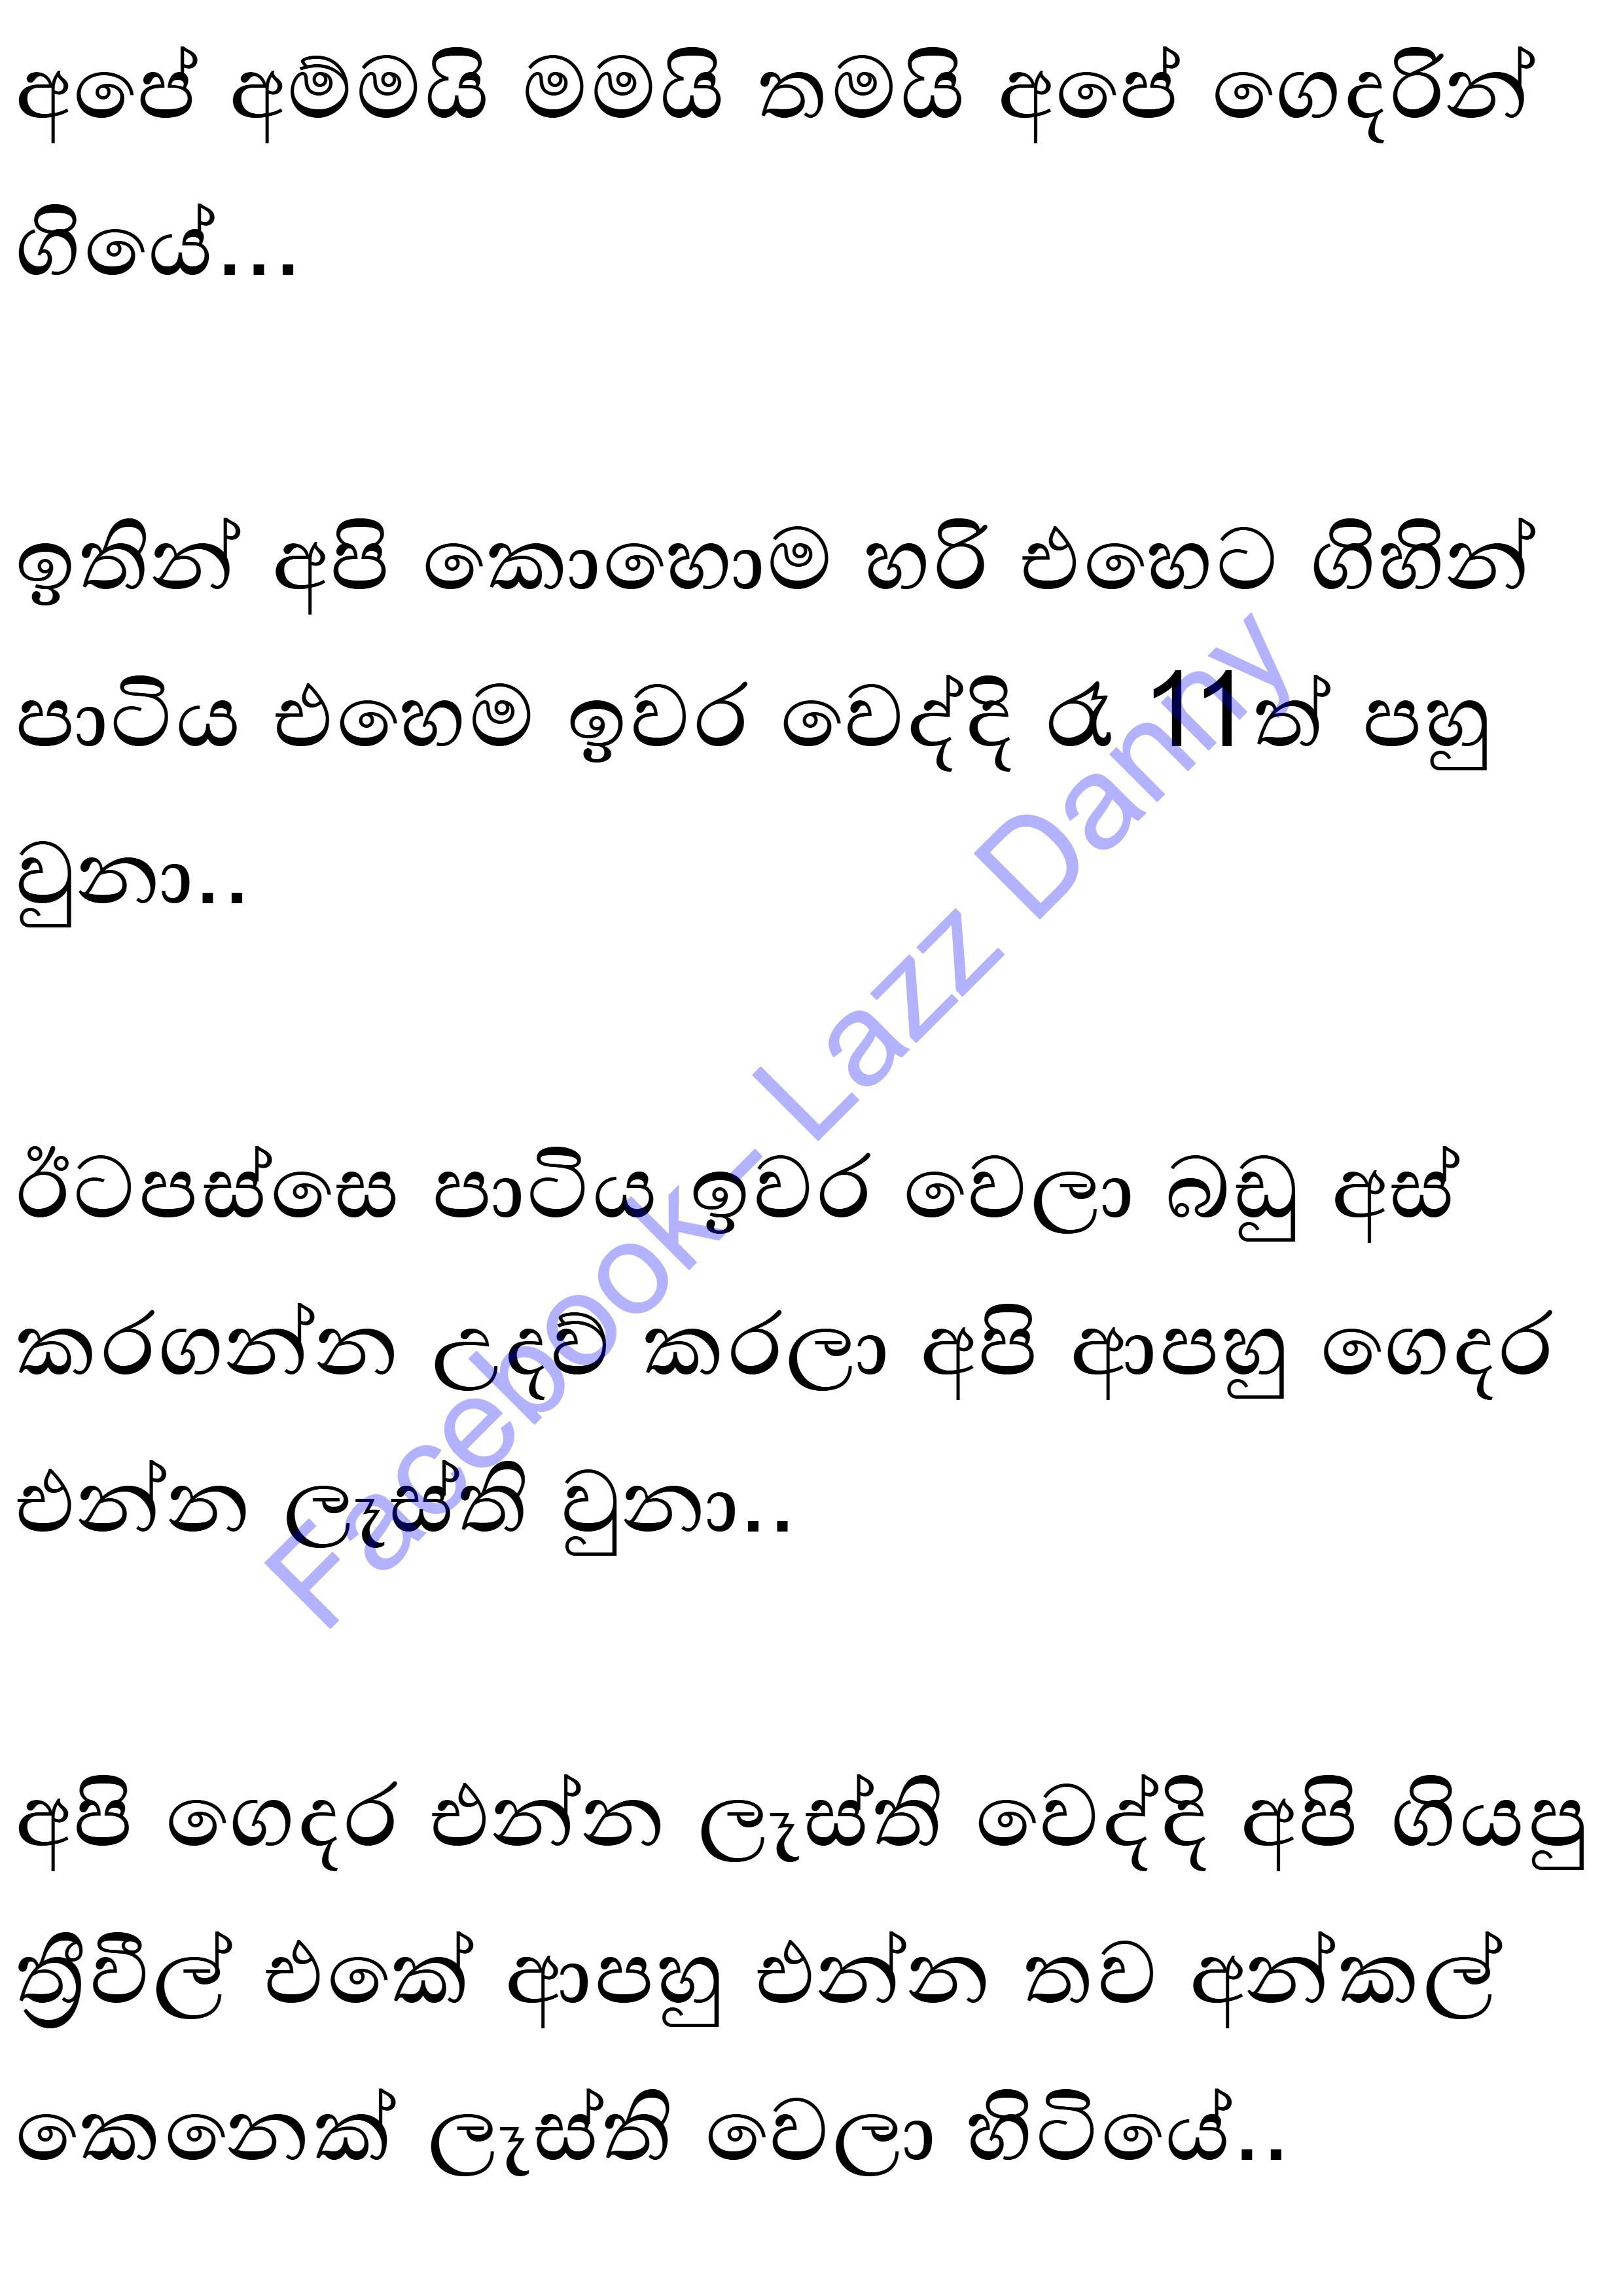 අපේ අම්මයි මමයි තමයි අපේ ගෙදරින්
ගියේ...
ඉතින් අපි කොහොම හරි එහෙට ගිහින්
පාටිය එහෙම ඉවර වෙද්දි රෑ 11ත් පහු
වුනා..
ඊටපස්සෙ පාටිය ඉවර වෙලා බඩු අස්
කරගන්න උදව් කරලා අපි ආපහු ගෙදර
එන්න ලෑස්ති වුනා..
අපි ගෙදර එන්න ලෑස්ති වෙද්දි අපි ගියපු
ත්‍රීවීල් එකේ ආපහු එන්න තව අන්කල්
කෙනෙක් ලෑස්ති වෙලා හිටියේ..
Facebook- Lazz Danny